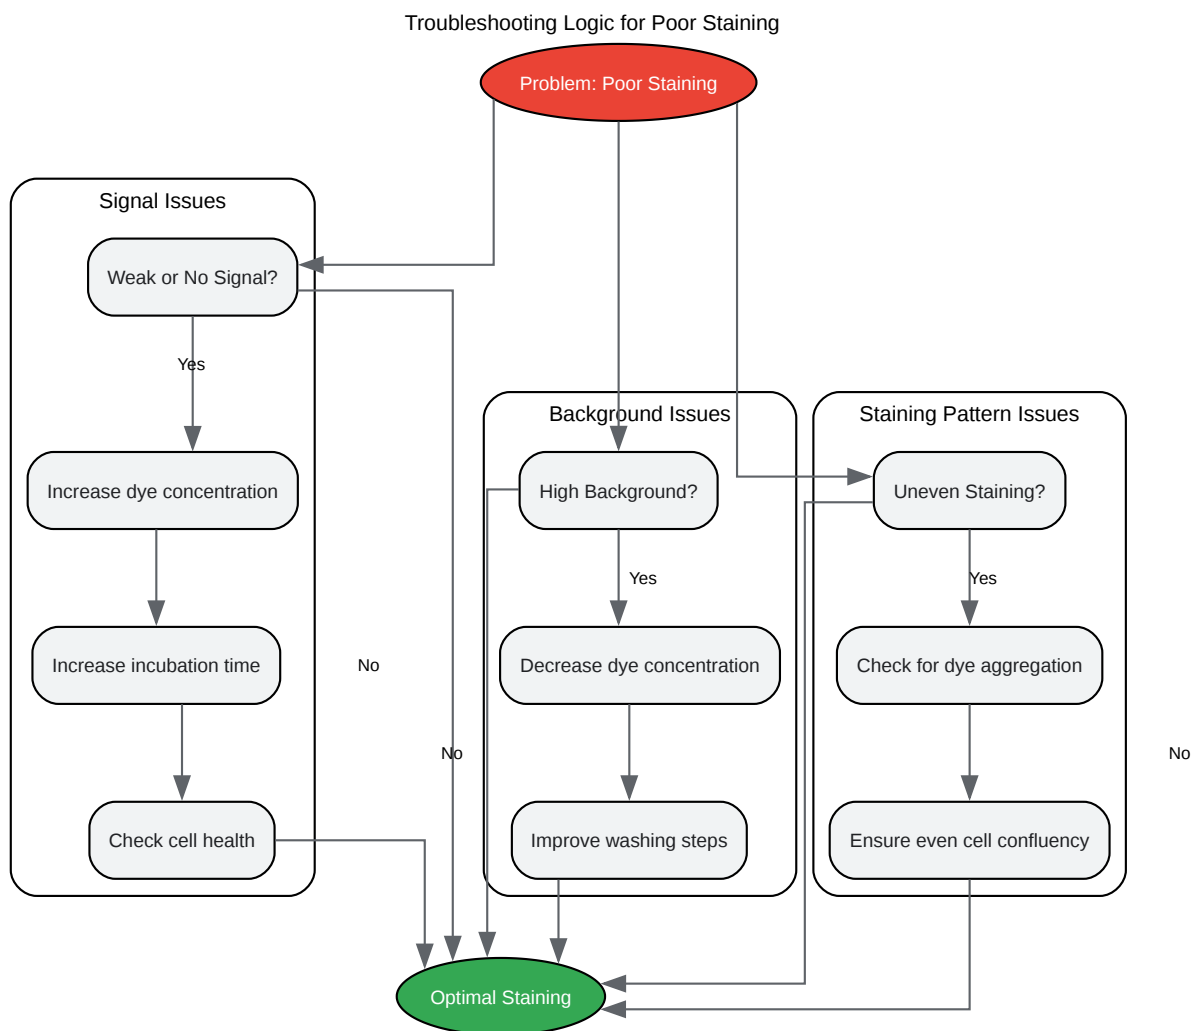 Troubleshooting Logic for Poor Staining
Problem: Poor Staining
Signal Issues
Weak or No Signal?
Yes
Increase dye concentration
Increase incubation time
No
Check cell health
Background Issues
High Background?
Yes
Decrease dye concentration
No
Improve washing steps
Staining Pattern Issues
Uneven Staining?
Yes
Check for dye aggregation
No
Ensure even cell confluency
Optimal Staining